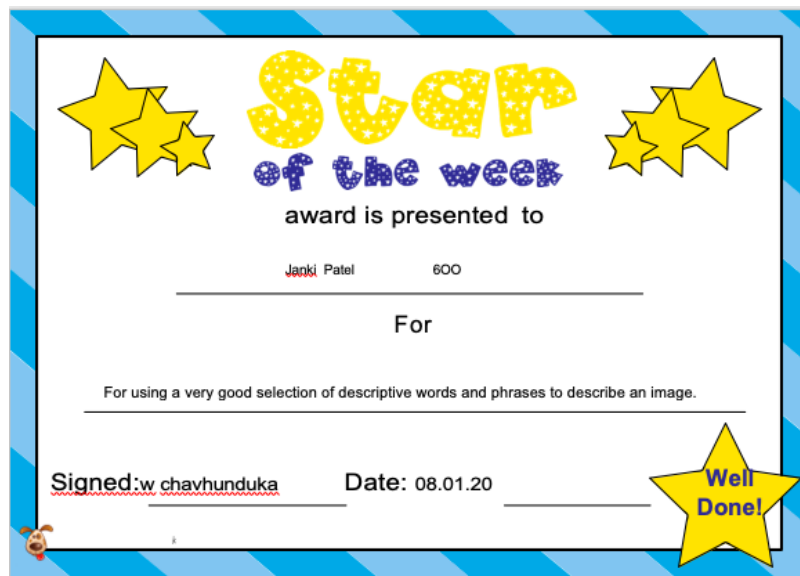 Star
of the week
award is presented to
Janki Patel 6OO
For
For using a very good selection of descriptive words and phrases to describe an image.
Signed:w chavhunduka Date: 08.01.20
Well
Done!